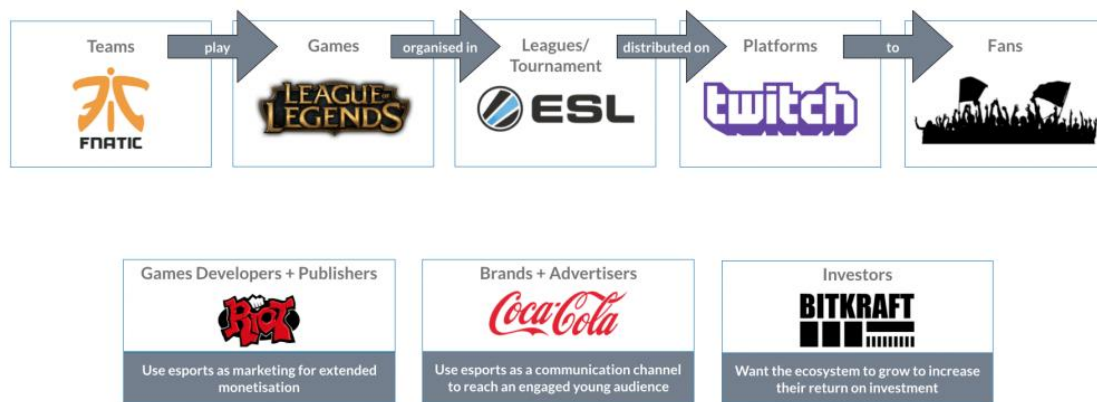 Teams
play
Games
organised in
Leagues/
Tournament
distributed on
Platforms
to
Fans
FNATIC
LEAGUE OF
LEGENDS
ESL
twitch
Games Developers + Publishers
Brands + Advertisers
Investors
RIOT
Coca-Cola
BITKRAFT
Use esports as marketing for extended
monetisation
Use esports as a communication channel
to reach an engaged young audience
Want the ecosystem to grow to increase
their return on investment